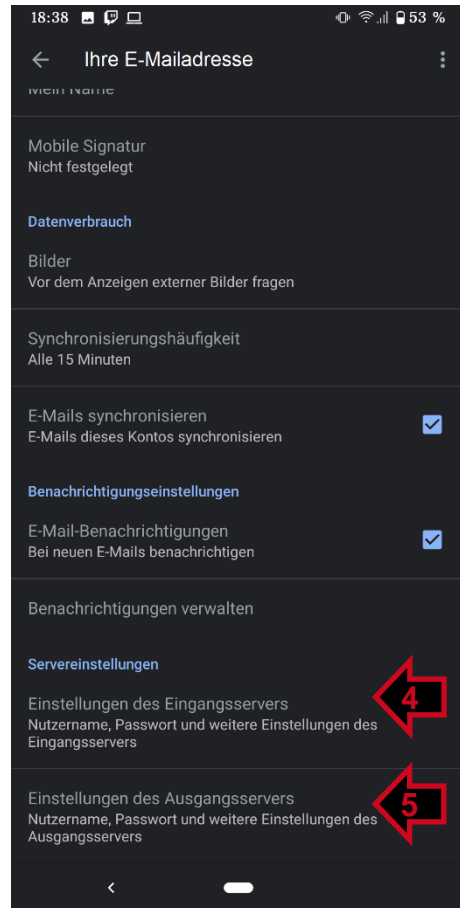 18:38 53 %
Ihre E-Mailadresse
Mein Name
Mobile Signatur
Nicht festgelegt
Datenverbrauch
Bilder
Vor dem Anzeigen externer Bilder fragen
Synchronisierungshäufigkeit
Alle 15 Minuten
E-Mails synchronisieren
E-Mails dieses Kontos synchronisieren
Benachrichtigungseinstellungen
E-Mail-Benachrichtigungen
Bei neuen E-Mails benachrichtigen
Benachrichtigungen verwalten
Servereinstellungen
Einstellungen des Eingangsservers
4
Nutzername, Passwort und weitere Einstellungen des
Eingangsservers
Einstellungen des Ausgangsservers
5
Nutzername, Passwort und weitere Einstellungen des
Ausgangsservers